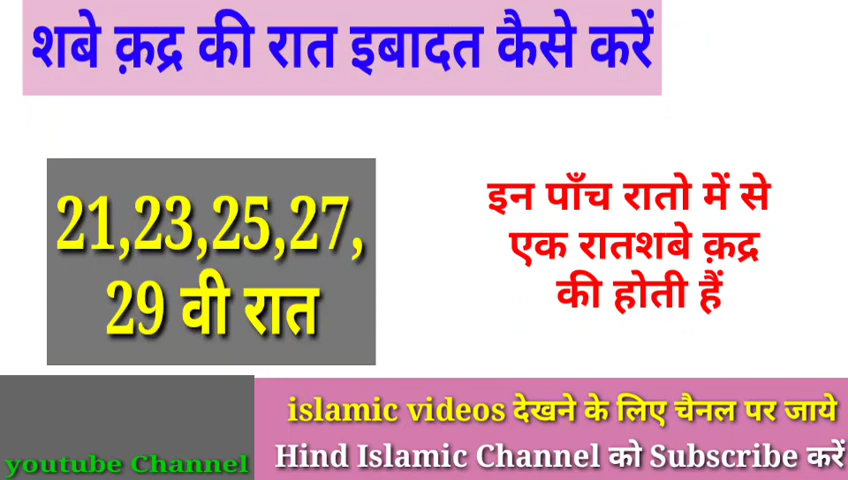 शबे क़द्र की रात इबादत कैसे करें
21,23,25,27,
29 वी रात
इन पाँच रातो में से
एक रातशबे क़द्र
की होती हैं
islamic videos देखने के लिए चैनल पर जाये
youtube Channel
Hind Islamic Channel को Subscribe करें